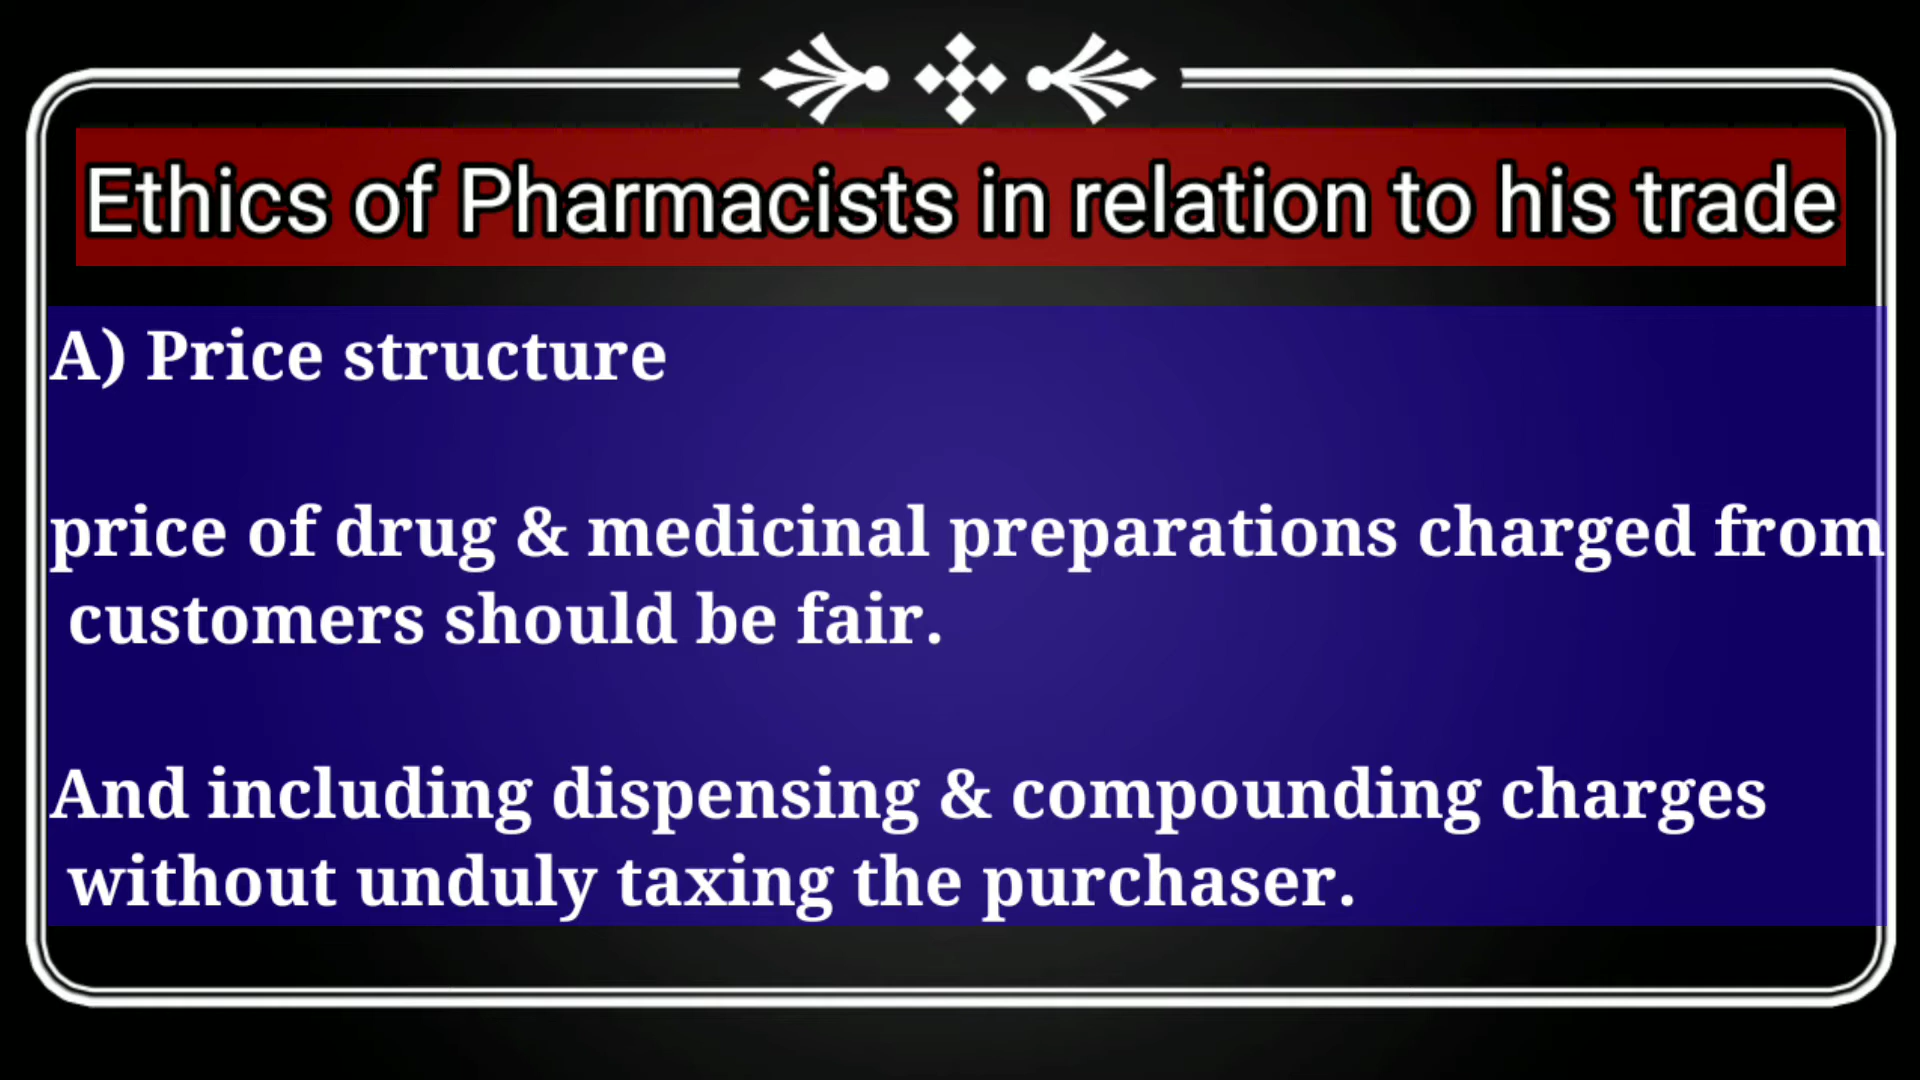 Ethics of Pharmacists in relation to his trade
A) Price structure
price of drug & medicinal preparations charged from
customers should be fair.
And including dispensing & compounding charges
without unduly taxing the purchaser.